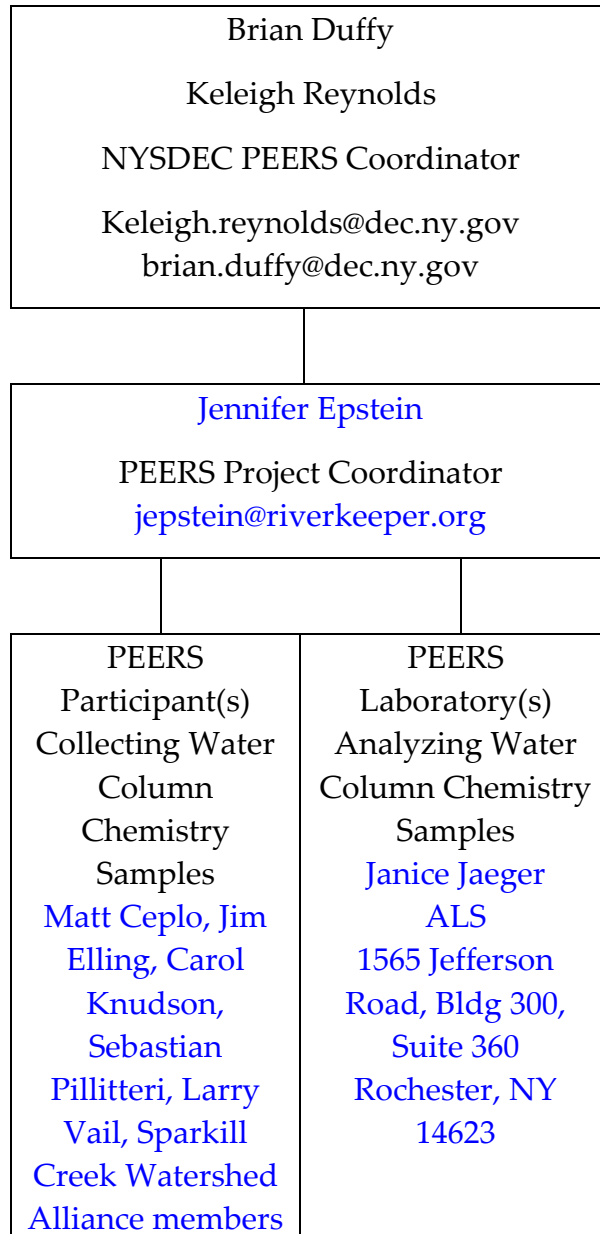 Brian Duffy
Keleigh Reynolds
NYSDEC PEERS Coordinator
Keleigh.reynolds@dec.ny.gov
brian.duffy@dec.ny.gov
Jennifer Epstein
PEERS Project Coordinator
jepstein@riverkeeper.org
PEERS
Participant(s)
Collecting Water
Column
Chemistry
Samples
Matt Ceplo, Jim
Elling, Carol
Knudson,
Sebastian
Pillitteri, Larry
Vail, Sparkill
Creek Watershed
Alliance members
PEERS
Laboratory(s)
Analyzing Water
Column Chemistry
Samples
Janice Jaeger
ALS
1565 Jefferson
Road, Bldg 300,
Suite 360
Rochester, NY
14623